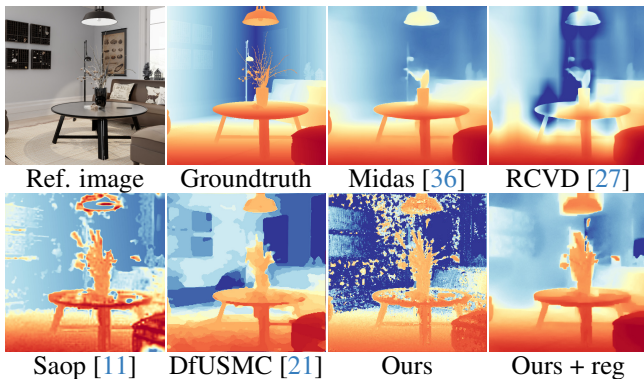 Ref. image Groundtruth Midas [36] RCVD [27]
Saop [11] DfUSMC [21] Ours Ours + reg